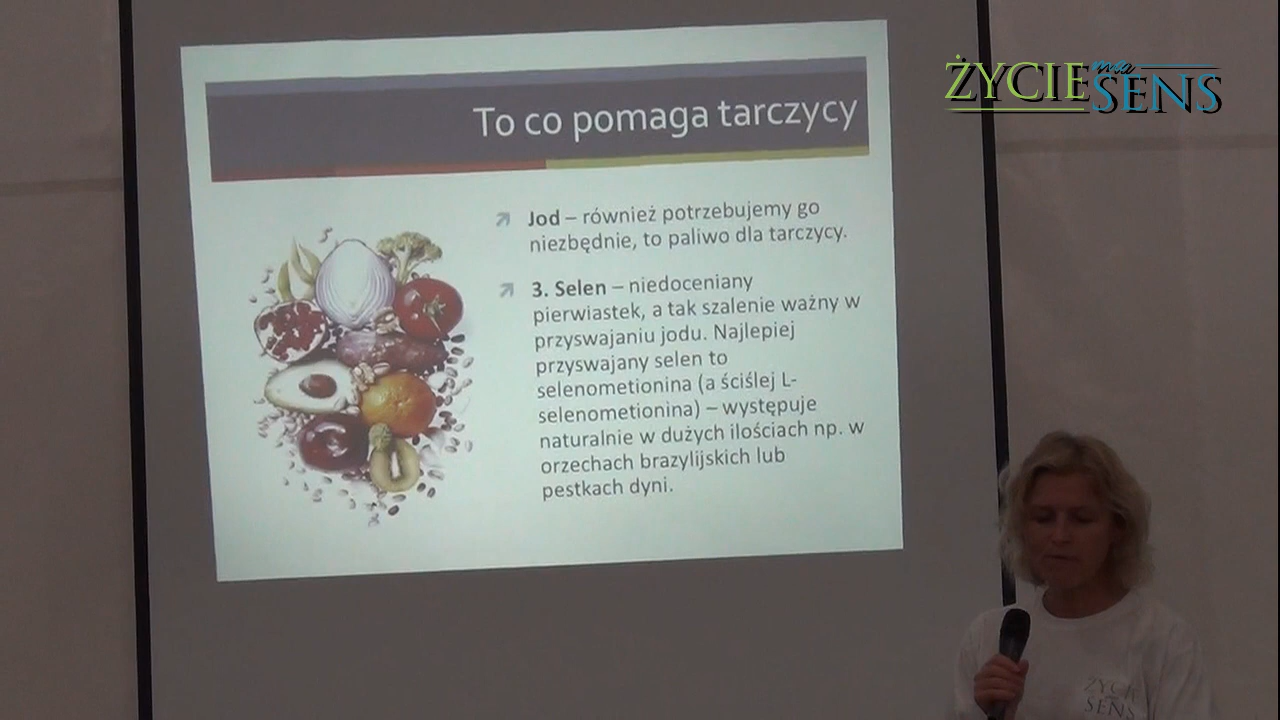 ŻYCIE ma SENS
To co pomaga tarczycy
Jod – również potrzebujemy go
niezbędnie, to paliwo dla tarczycy.
3. Selen – niedoceniany
pierwiastek, a tak szalenie ważny w
przyswajaniu jodu. Najlepiej
przyswajany selen to
selenometionina (a ściślej L-
selenometionina) – występuje
naturalnie w dużych ilościach np. w
orzechach brazylijskich lub
pestkach dyni.
ŻYCIE
SENS